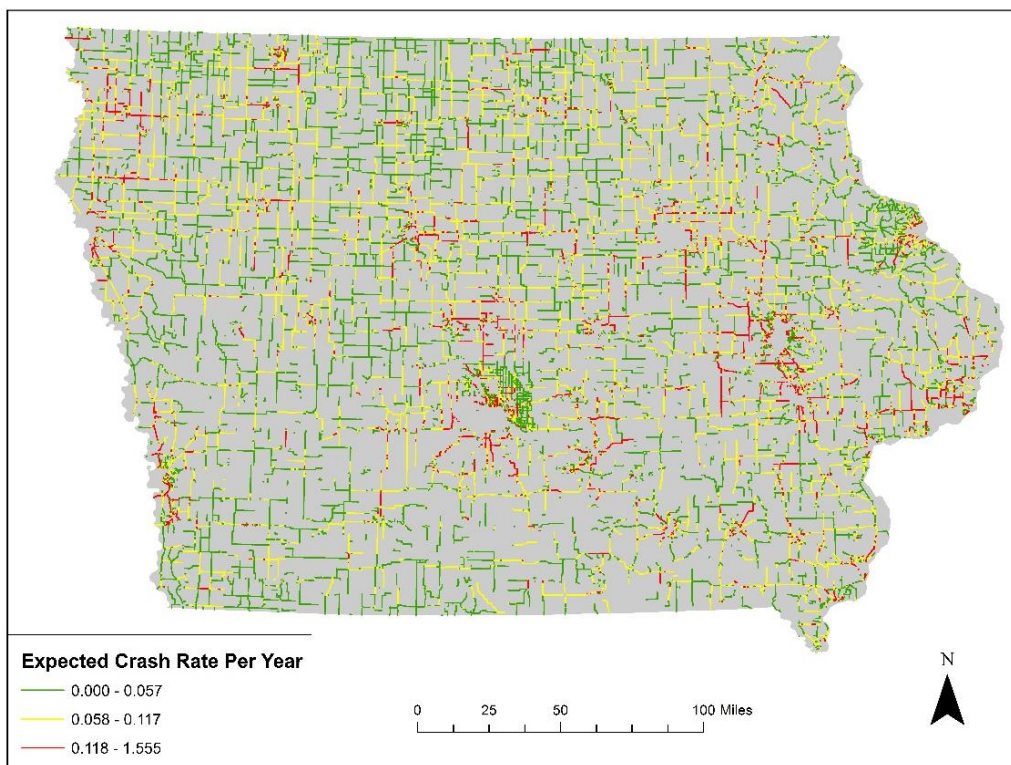 Expected Crash Rate Per Year
0.000 - 0.057
0.058 - 0.117
0.118 - 1.555
0 25 50 100 Miles
N